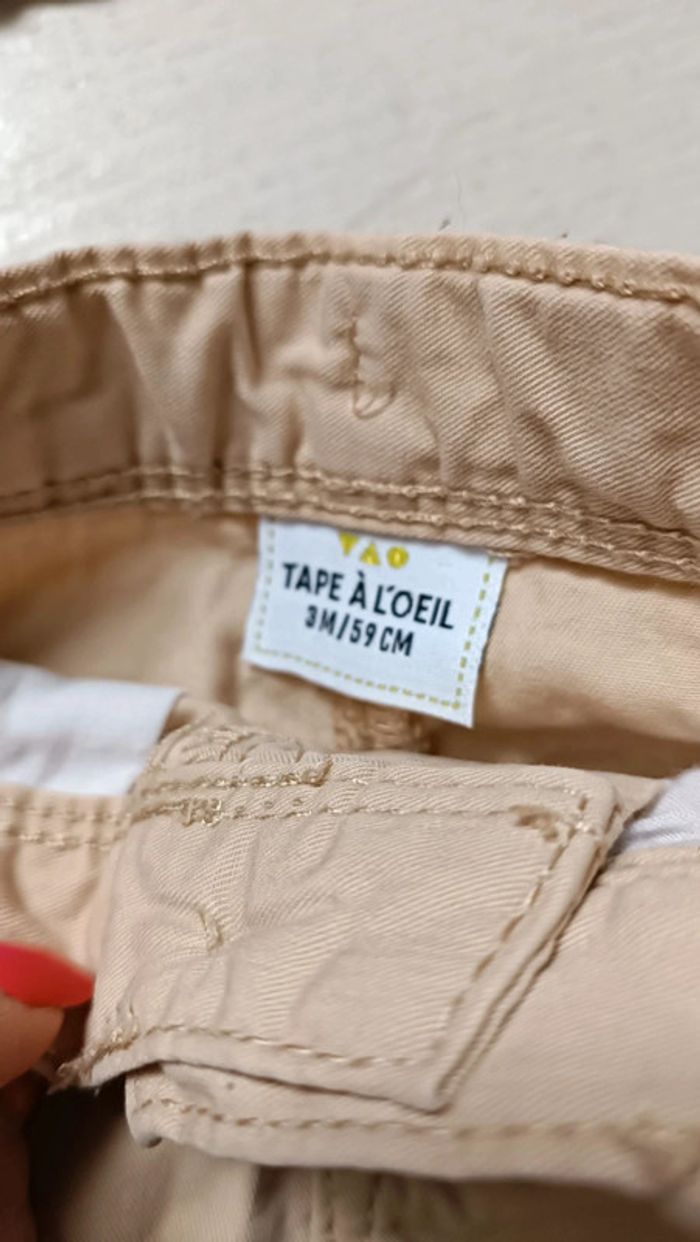 TAO
TAPE À L'OEIL
3M/59CM